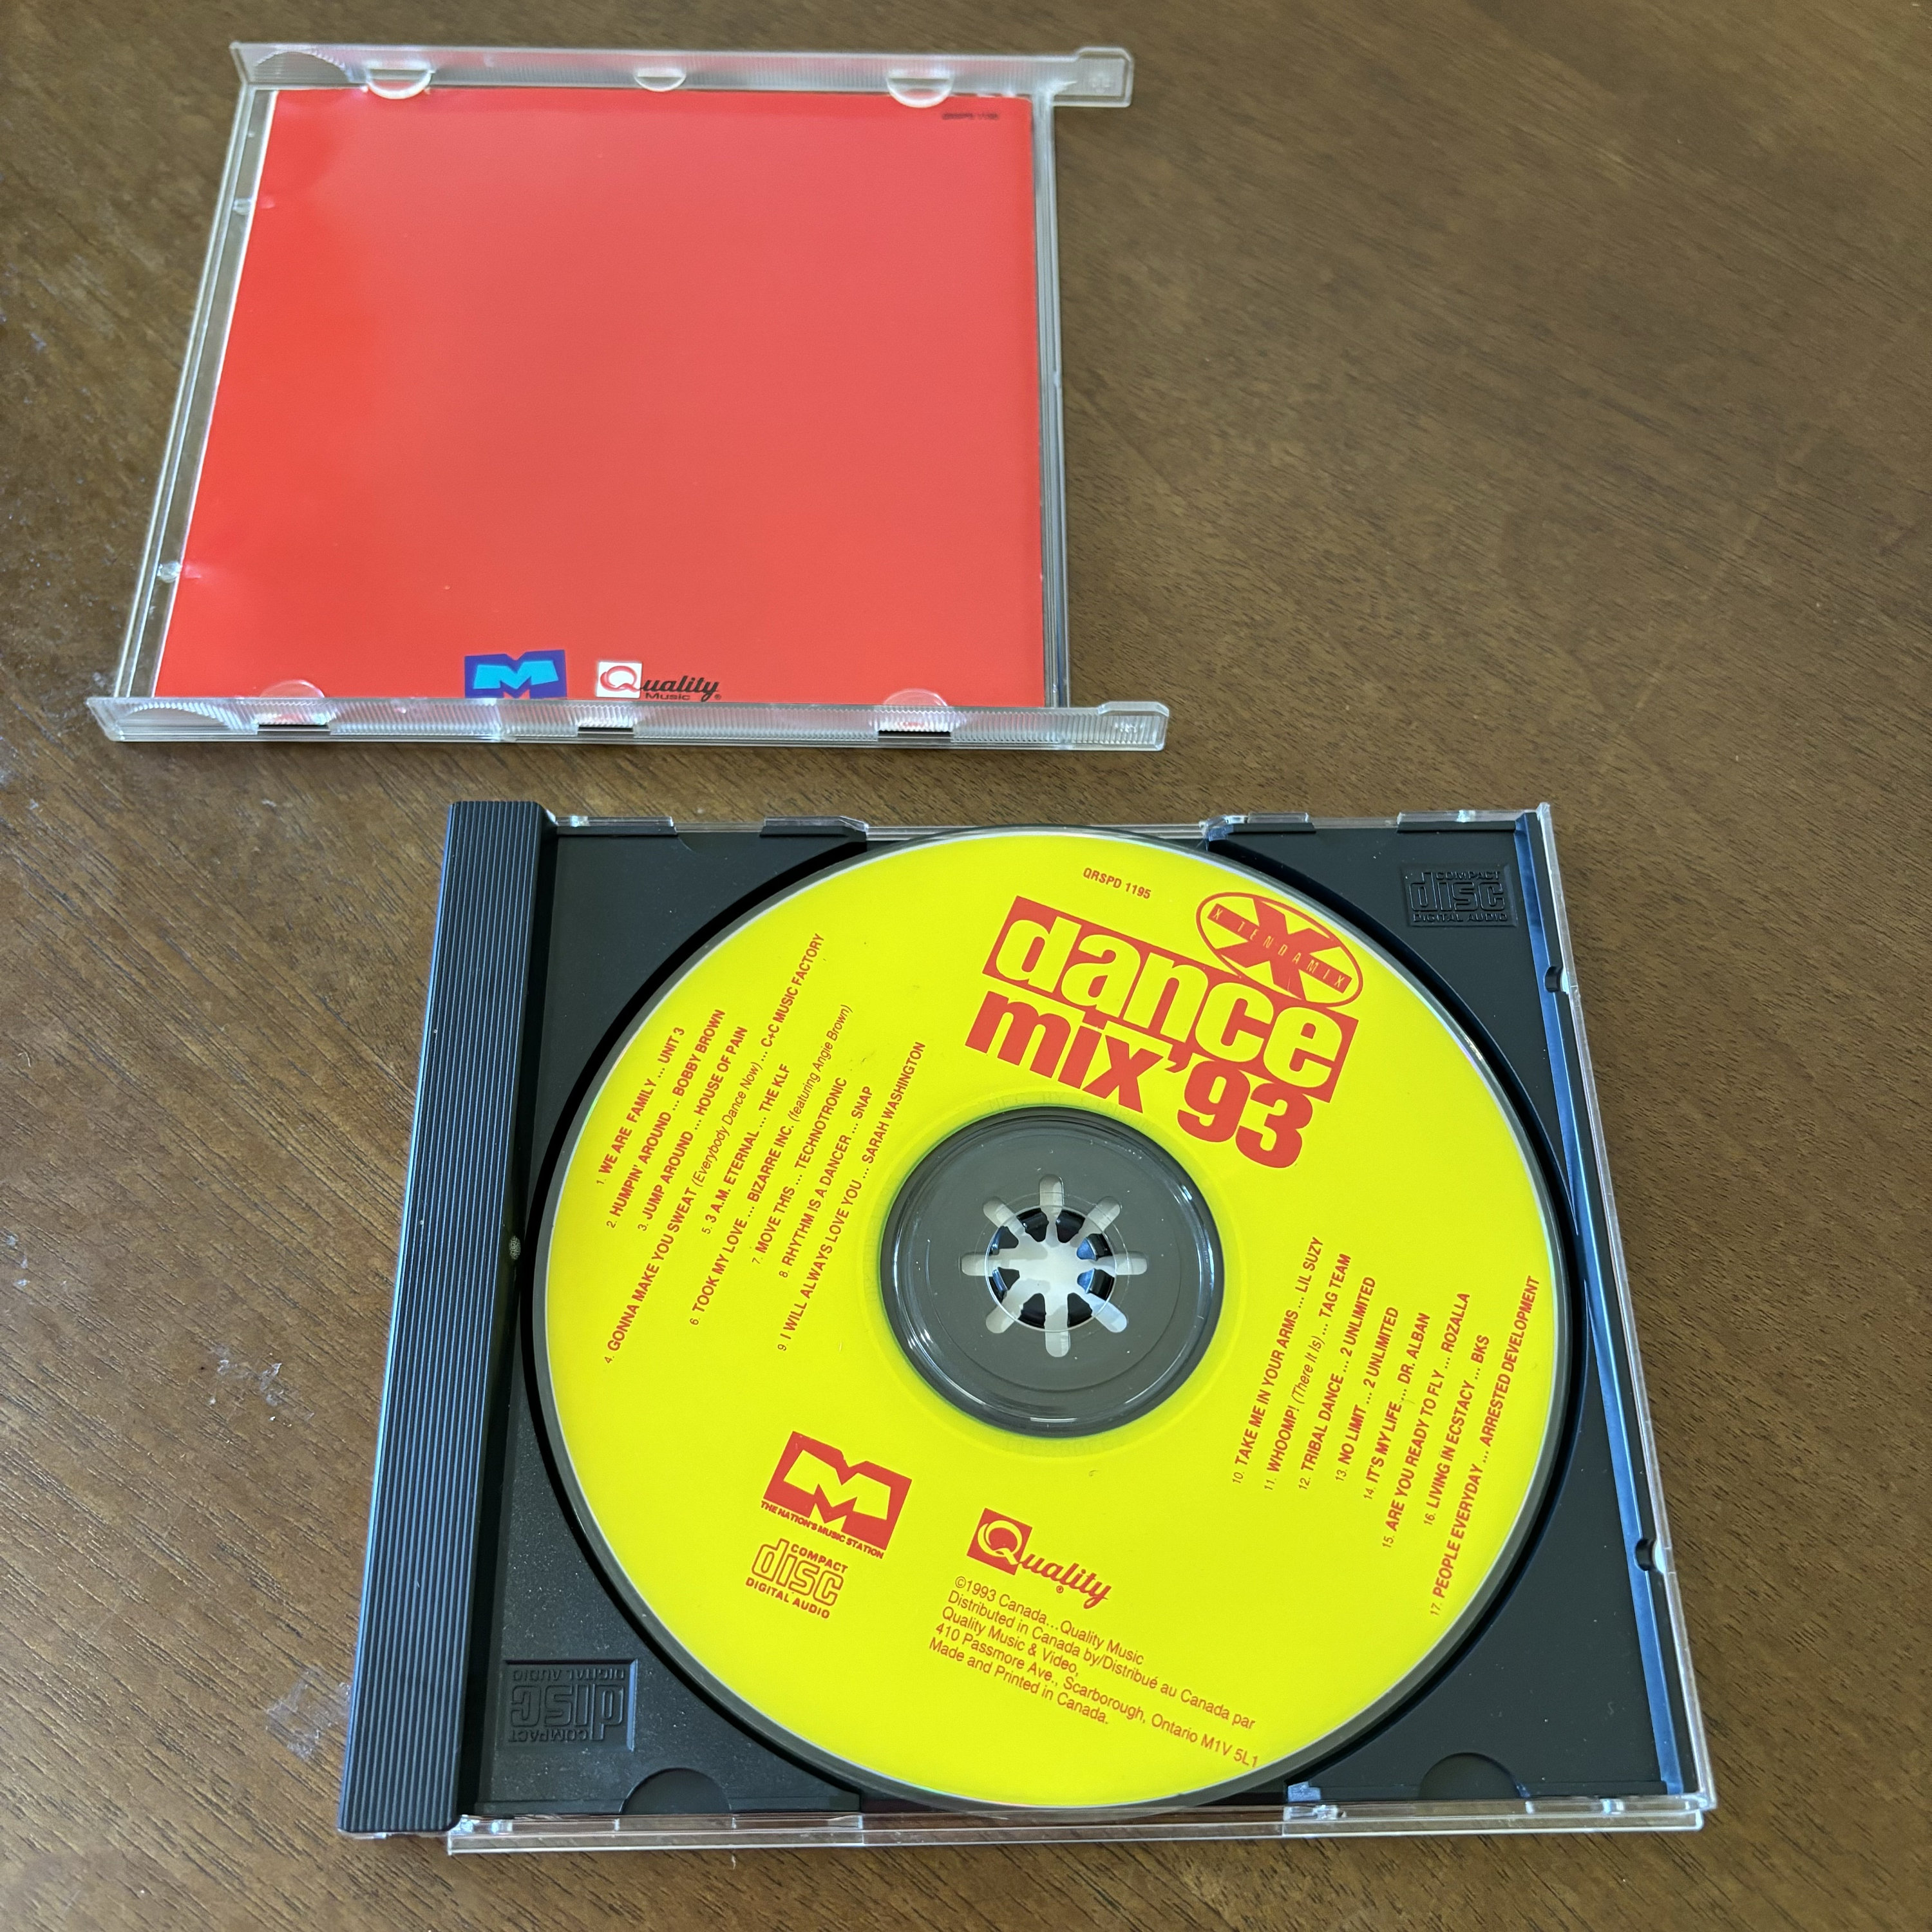 M
Quality
Music®
COMPACT
disc
DIGITAL AUDIO
QRSPD 1195
X
X TENDAMIX
dance
mix'93
1. WE ARE FAMILY ... UNIT 3
2. HUMPIN' AROUND ... BOBBY BROWN
3. JUMP AROUND ... HOUSE OF PAIN
4. GONNA MAKE YOU SWEAT (Everybody Dance Now) ... C+C MUSIC FACTORY
5. 3 A.M. ETERNAL ... THE KLF
6. TOOK MY LOVE ... BIZARRE INC. (featuring Angie Brown)
7. MOVE THIS ... TECHNOTRONIC
8. RHYTHM IS A DANCER ... SNAP
9 I WILL ALWAYS LOVE YOU ... SARAH WASHINGTON
10. TAKE ME IN YOUR ARMS ... LIL SUZY
11. WHOOMP! (There It Is) ... TAG TEAM
12. TRIBAL DANCE ... 2 UNLIMITED
13. NO LIMIT ... 2 UNLIMITED
14. IT'S MY LIFE ... DR. ALBAN
15. ARE YOU READY TO FLY ... ROZALLA
16. LIVING IN ECSTACY ... BKS
17. PEOPLE EVERYDAY ... ARRESTED DEVELOPMENT
M
THE NATION'S MUSIC STATION
COMPACT
disc
DIGITAL AUDIO
Quality®
©1993 Canada...Quality Music
Distributed in Canada by/Distribué au Canada par
Quality Music & Video,
410 Passmore Ave., Scarborough, Ontario M1V 5L1
Made and Printed in Canada.
COMPACT
disc
DIGITAL AUDIO